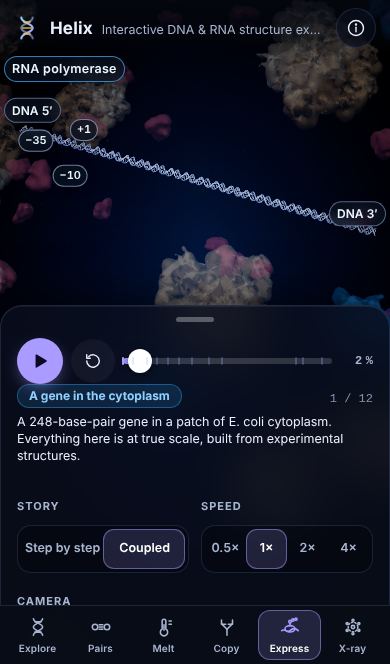 Helix Interactive DNA & RNA structure ex...
RNA polymerase
DNA 5′
+1
−35
−10
DNA 3′
2 %
A gene in the cytoplasm
1 / 12
A 248-base-pair gene in a patch of E. coli cytoplasm.
Everything here is at true scale, built from experimental
structures.
STORY
SPEED
Step by step
Coupled
0.5×
1×
2×
4×
CAMERA
Explore
Pairs
Melt
Copy
Express
X-ray